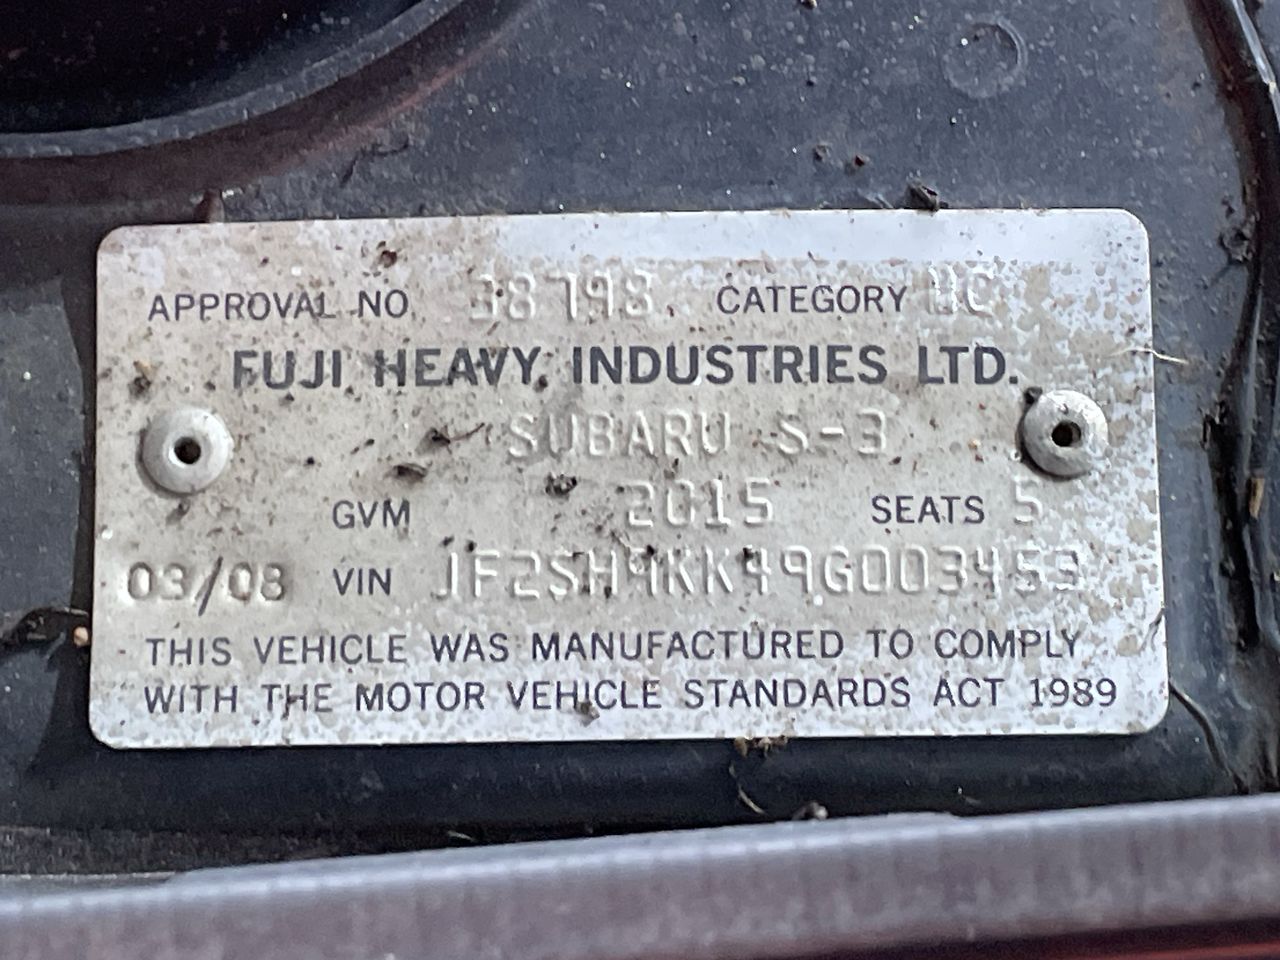 APPROVAL NO 38798 CATEGORY MC
FUJI HEAVY INDUSTRIES LTD.
SUBARU S-3
GVM 2015 SEATS 5
03/08 VIN JF2SH9KK49G003453
THIS VEHICLE WAS MANUFACTURED TO COMPLY
WITH THE MOTOR VEHICLE STANDARDS ACT 1989